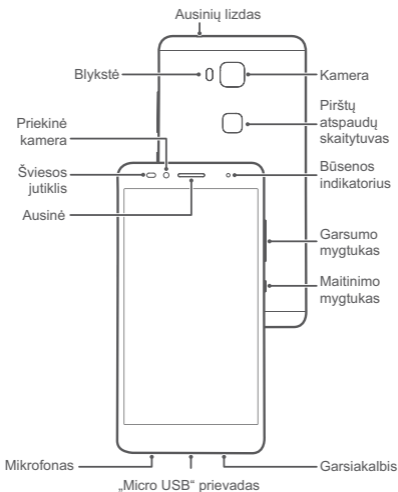 Ausinių lizdas
Blykstė
Kamera
Pirštų
atspaudų
skaitytuvas
Priekinė
kamera
Šviesos
jutiklis
Būsenos
indikatorius
Ausinė
Garsumo
mygtukas
Maitinimo
mygtukas
Mikrofonas
Garsiakalbis
„Micro USB“ prievadas